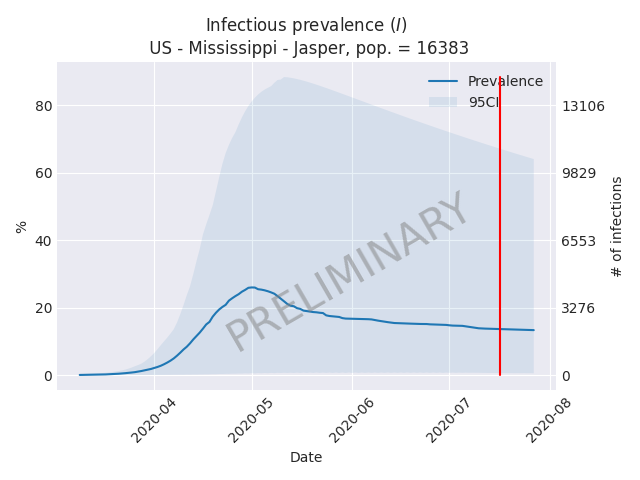 Infectious prevalence (I)
US - Mississippi - Jasper, pop. = 16383
Prevalence
95CI
80
60
40
20
0
%
13106
9829
6553
3276
0
# of infections
PRELIMINARY
2020-04
2020-05
2020-06
2020-07
2020-08
Date